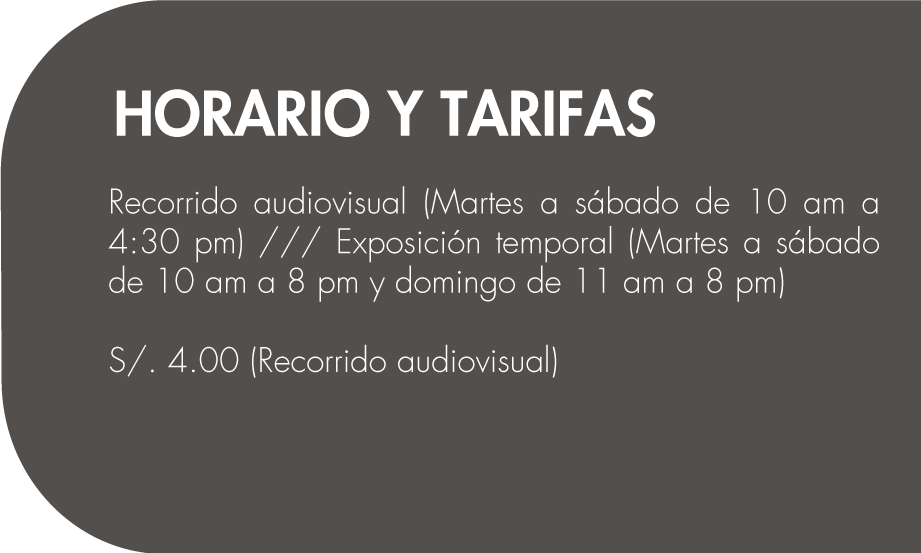 HORARIO Y TARIFAS
Recorrido audiovisual (Martes a sábado de 10 am a
4:30 pm) /// Exposición temporal (Martes a sábado
de 10 am a 8 pm y domingo de 11 am a 8 pm)
S/. 4.00 (Recorrido audiovisual)